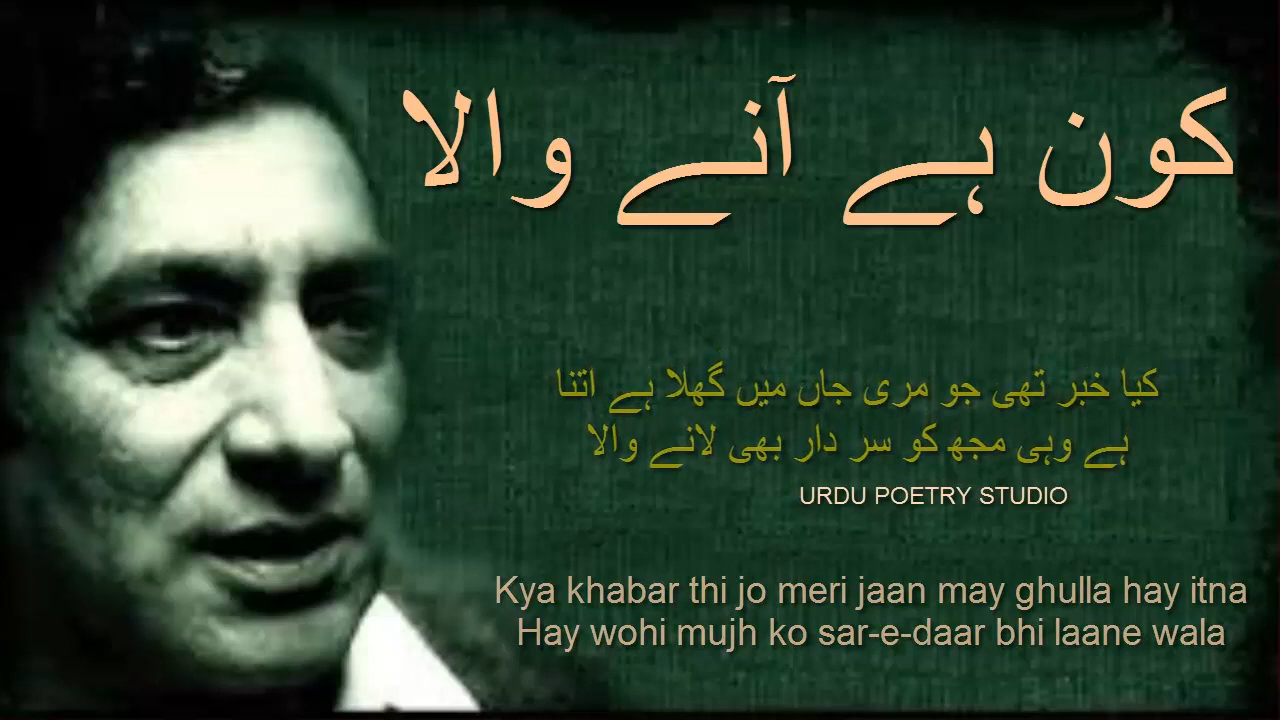 کون ہے آنے والا
کیا خبر تھی جو مری جاں میں گھلا ہے اتنا
ہے وہی مجھ کو سر دار بھی لانے والا
URDU POETRY STUDIO
Kya khabar thi jo meri jaan may ghulla hay itna
Hay wohi mujh ko sar-e-daar bhi laane wala